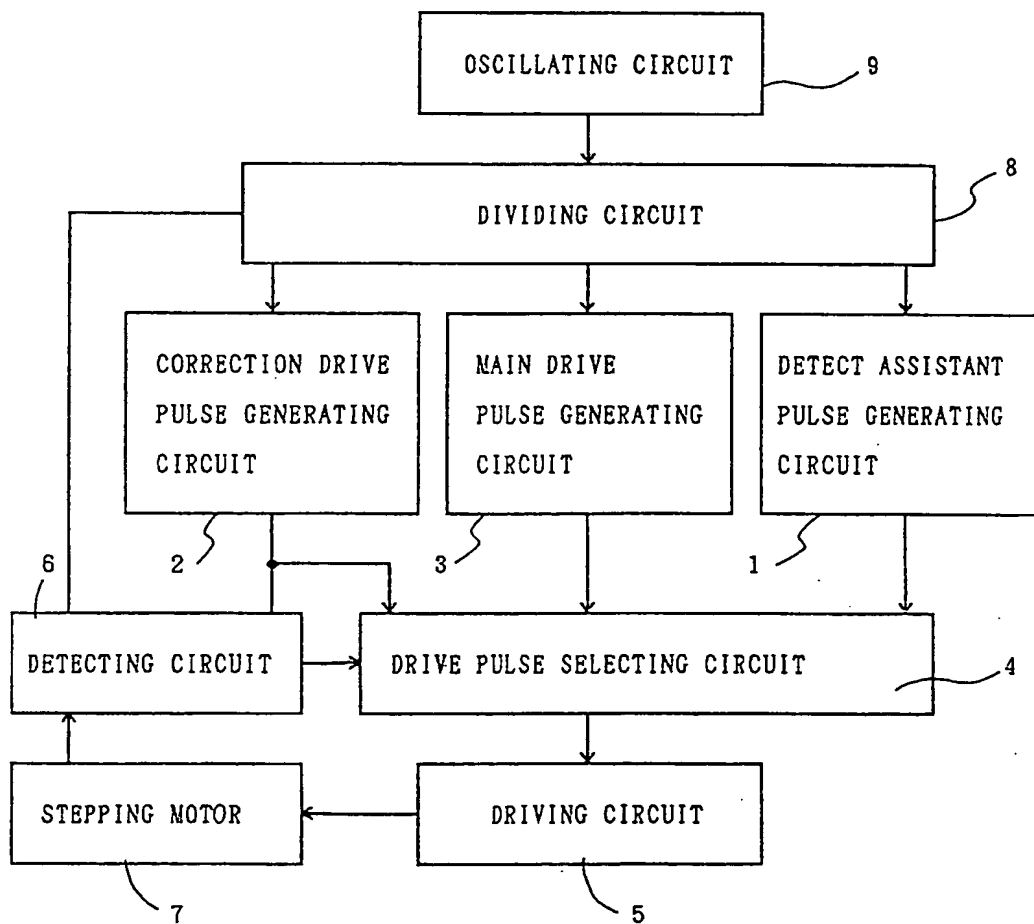 OSCILLATING CIRCUIT
9
8
DIVIDING CIRCUIT
CORRECTION DRIVE
PULSE GENERATING
CIRCUIT
MAIN DRIVE
PULSE GENERATING
CIRCUIT
DETECT ASSISTANT
PULSE GENERATING
CIRCUIT
6
2
3
1
DETECTING CIRCUIT
DRIVE PULSE SELECTING CIRCUIT
4
STEPPING MOTOR
DRIVING CIRCUIT
7
5